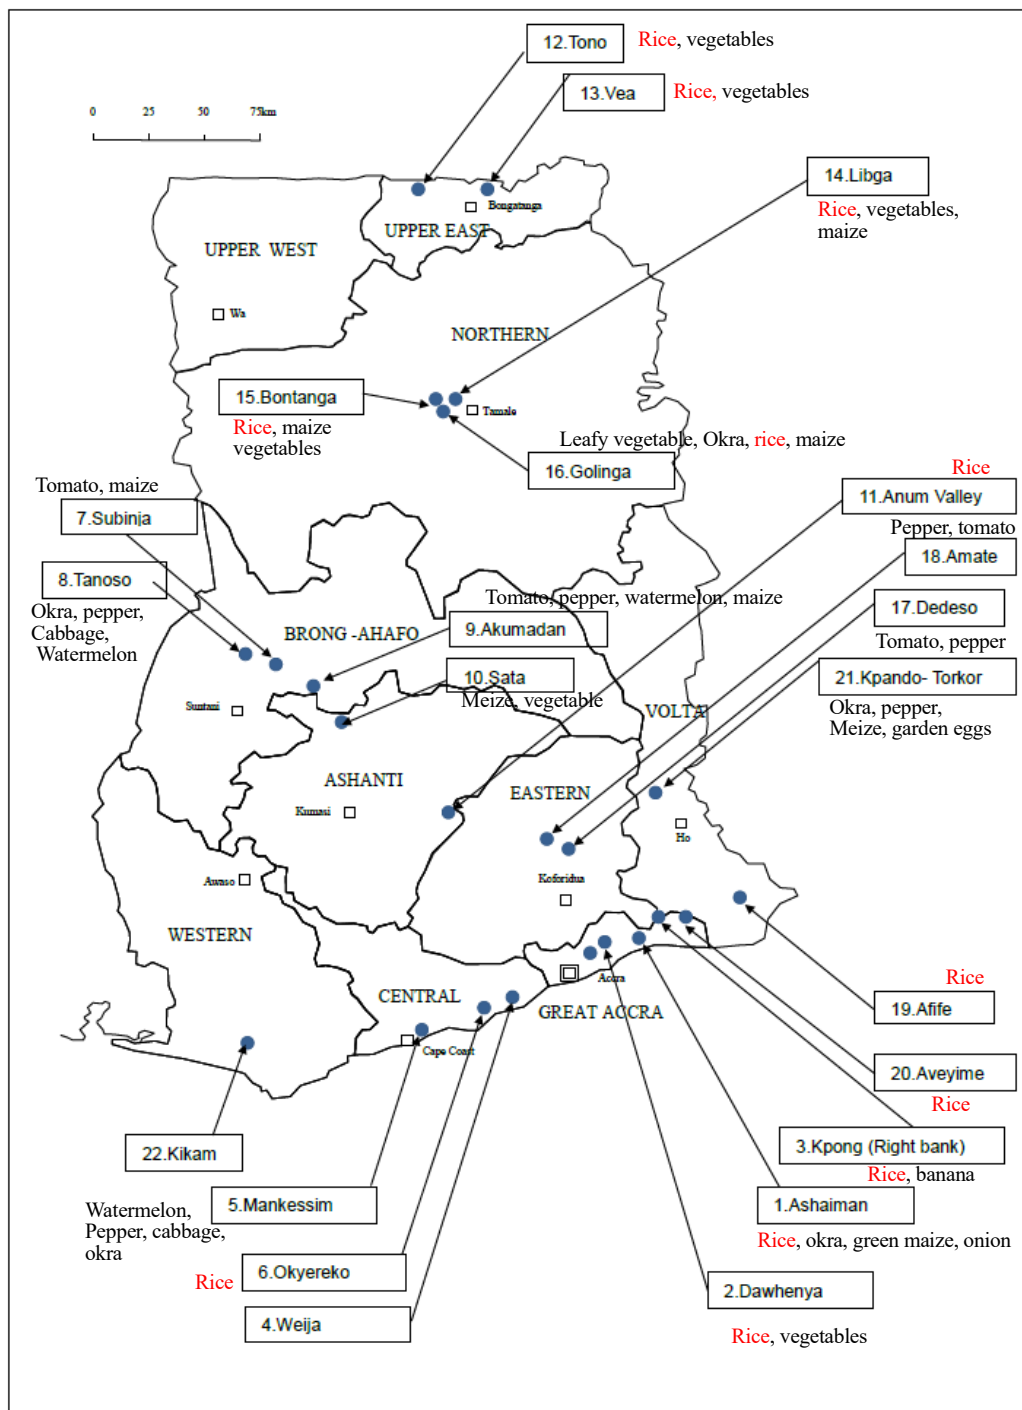 12.Tono
Rice, vegetables
13.Vea
Rice, vegetables
0 25 50 75km
14.Libga
Rice, vegetables,
maize
Bongatanga
UPPER EAST
UPPER WEST
Wa
NORTHERN
15.Bontanga
Rice, maize
vegetables
Tamale
Leafy vegetable, Okra, rice, maize
16.Golinga
Rice
11.Anum Valley
Tomato, maize
7.Subinja
Pepper, tomato
18.Amate
8.Tanoso
Okra, pepper,
Cabbage,
Watermelon
17.Dedeso
Tomato, pepper
Tomato, pepper, watermelon, maize
9.Akumadan
BRONG -AHAFO
10.Sata
Meize, vegetable
21.Kpando- Torkor
Okra, pepper,
Meize, garden eggs
Suntani
VOLTA
ASHANTI
EASTERN
Kumasi
Ho
Awaso
Koforidua
WESTERN
Accra
CENTRAL
GREAT ACCRA
Cape Coast
Rice
19.Afife
20.Aveyime
Rice
22.Kikam
3.Kpong (Right bank)
Rice, banana
5.Mankessim
Watermelon,
Pepper, cabbage,
okra
1.Ashaiman
Rice, okra, green maize, onion
Rice
6.Okyereko
2.Dawhenya
Rice, vegetables
4.Weija